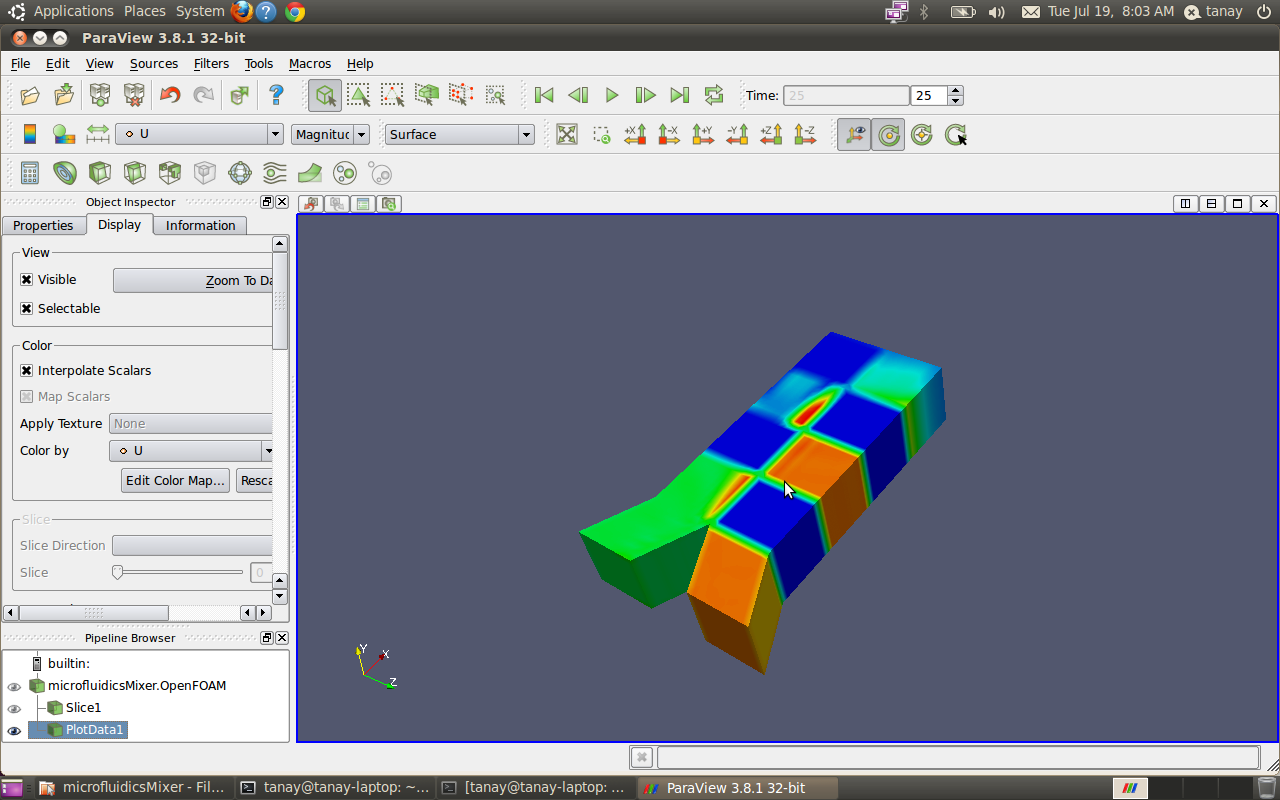 Applications Places System Tue Jul 19, 8:03 AM tanay
ParaView 3.8.1 32-bit
File Edit View Sources Filters Tools Macros Help
Time: 25 25
U Magnituc Surface +X -X +Y -Y +Z -Z
Object Inspector
Properties Display Information
View
Visible Zoom To Da
Selectable
Color
Interpolate Scalars
Map Scalars
Apply Texture None
Color by U
Edit Color Map... Resca
Slice
Slice Direction
Slice 0
Pipeline Browser
builtin:
microfluidicsMixer.OpenFOAM
Slice1
PlotData1
Y
X
Z
microfluidicsMixer - Fil... tanay@tanay-laptop: ~... [tanay@tanay-laptop: ... ParaView 3.8.1 32-bit